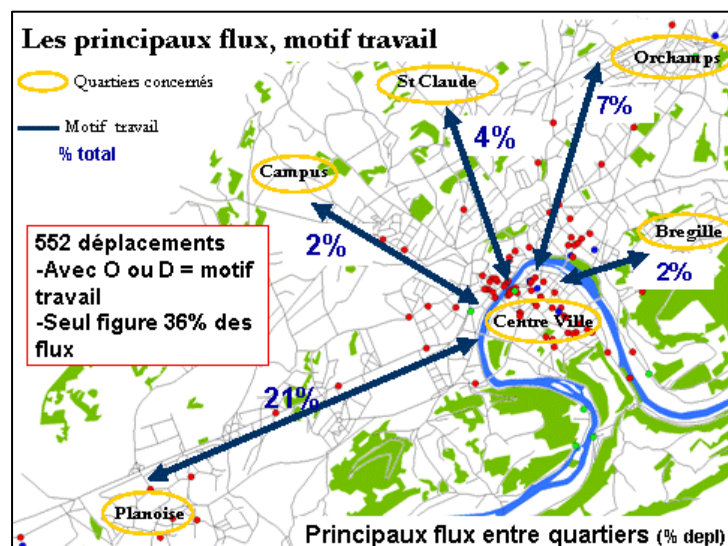 Les principaux flux, motif travail
Quartiers concernés
Motif travail
% total
Orchamps
St Claude
7%
4%
Campus
Bregille
2%
2%
552 déplacements
-Avec O ou D = motif
travail
-Seul figure 36% des
flux
Centre Ville
21%
Planoise
Principaux flux entre quartiers (% depl)